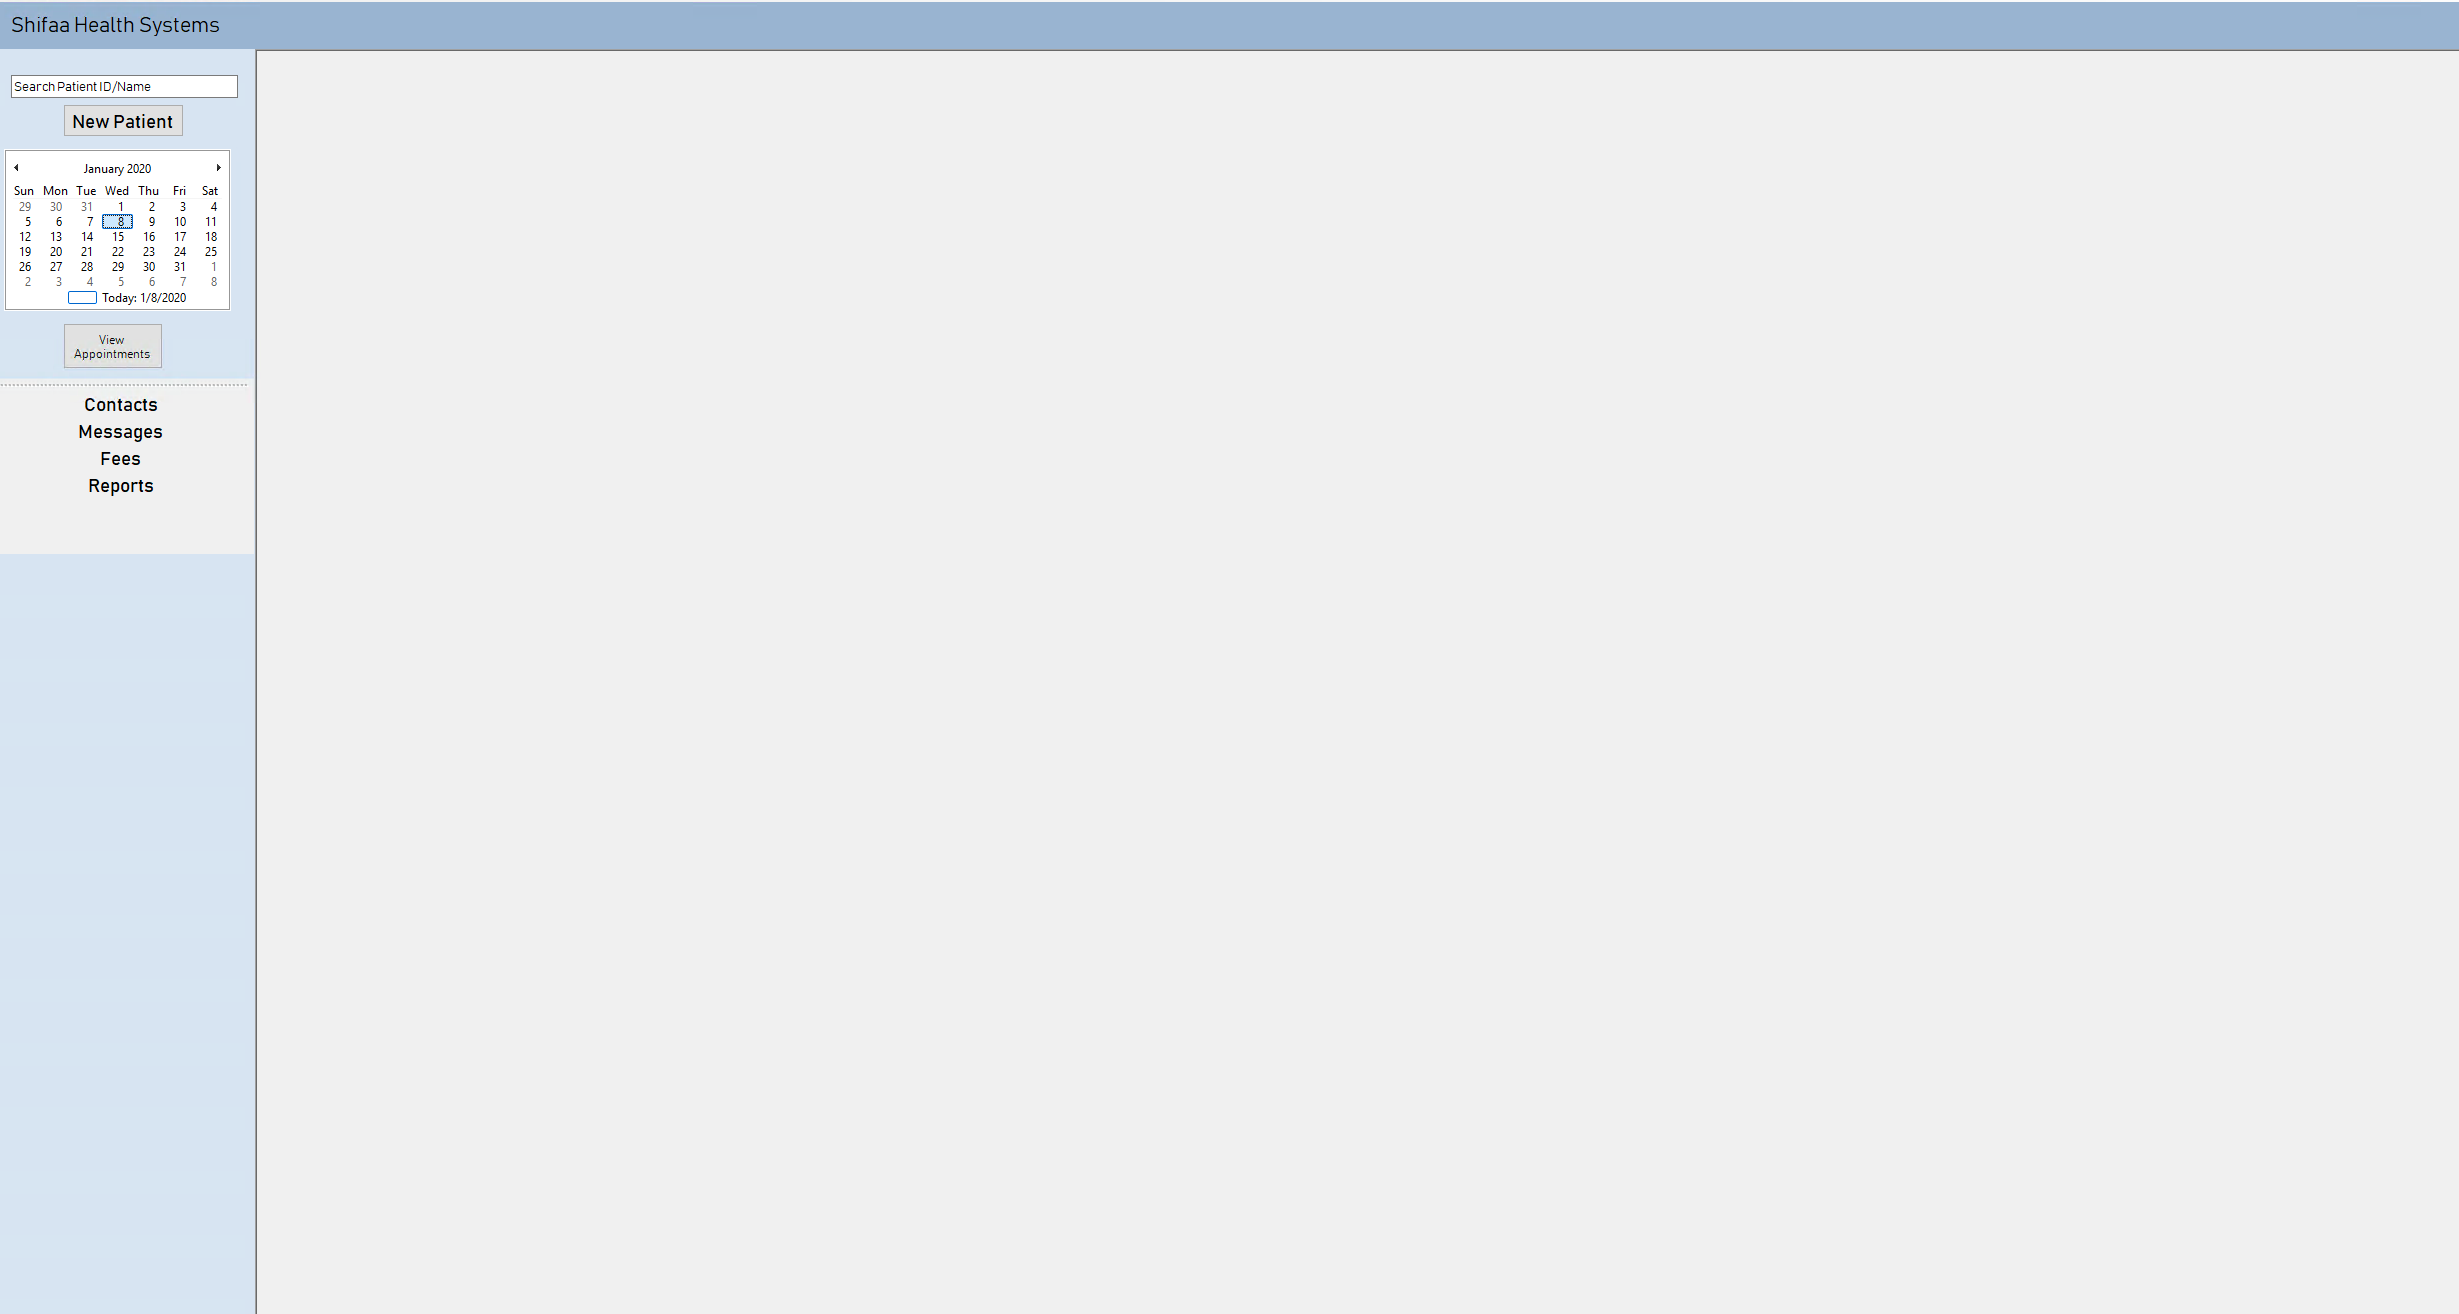 Shifaa Health Systems
Search Patient ID/Name
New Patient
January 2020
Sun Mon Tue Wed Thu Fri Sat
29 30 31 1 2 3 4
5 6 7 8 9 10 11
12 13 14 15 16 17 18
19 20 21 22 23 24 25
26 27 28 29 30 31 1
2 3 4 5 6 7 8
Today: 1/8/2020
View
Appointments
Contacts
Messages
Fees
Reports